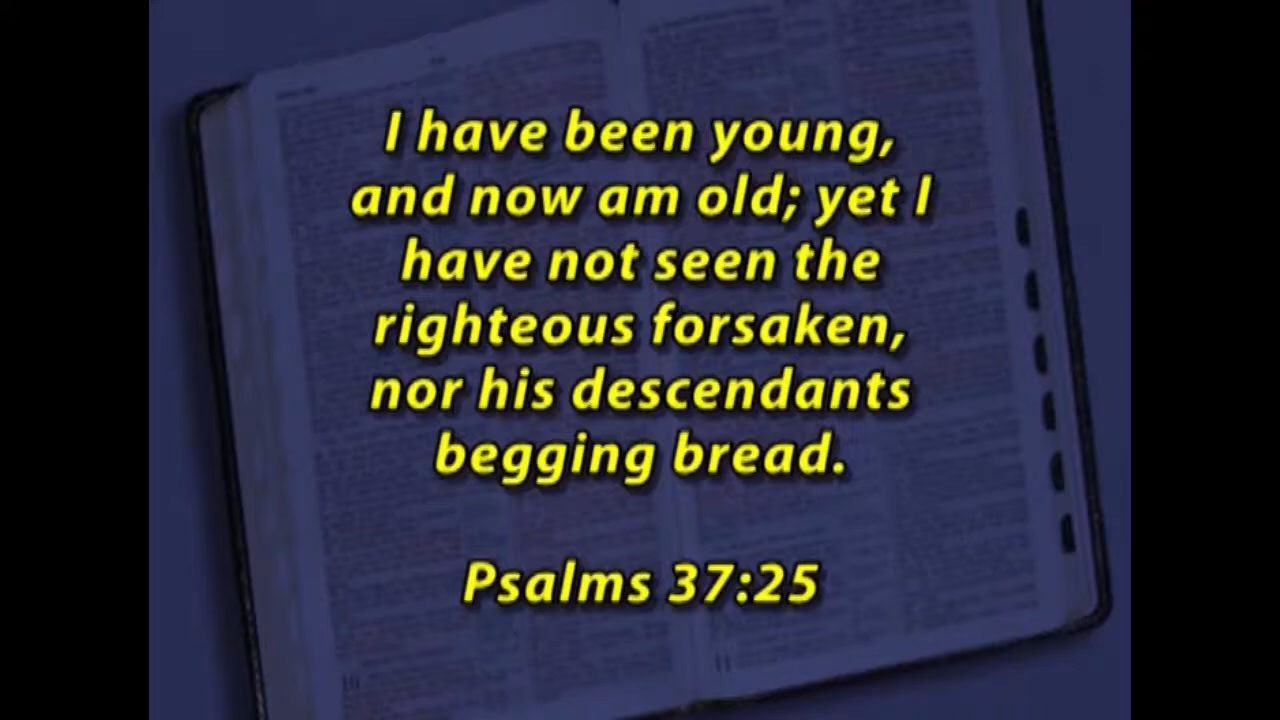 I have been young,
and now am old; yet I
have not seen the
righteous forsaken,
nor his descendants
begging bread.
Psalms 37:25